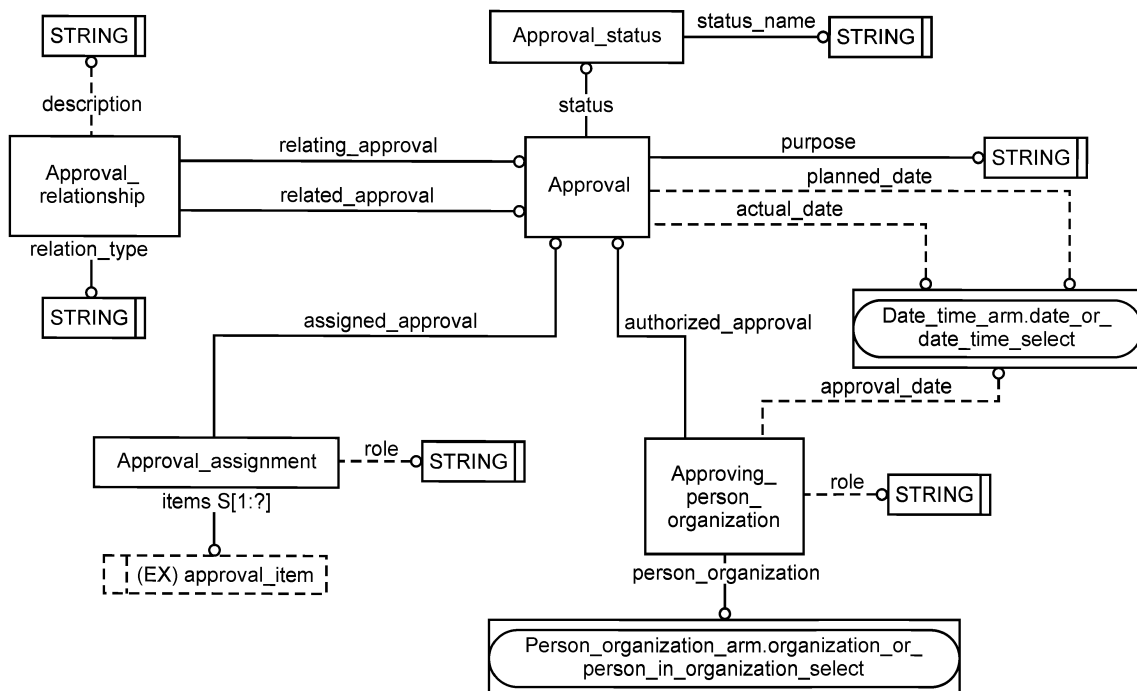 STRING
description
Approval_
relationship
relation_type
STRING
relating_approval
related_approval
Approval_status
status_name
STRING
status
Approval
purpose
STRING
planned_date
actual_date
Date_time_arm.date_or_
date_time_select
assigned_approval
authorized_approval
approval_date
Approval_assignment
role
STRING
items S[1:?]
(EX) approval_item
Approving_
person_
organization
role
STRING
person_organization
Person_organization_arm.organization_or_
person_in_organization_select